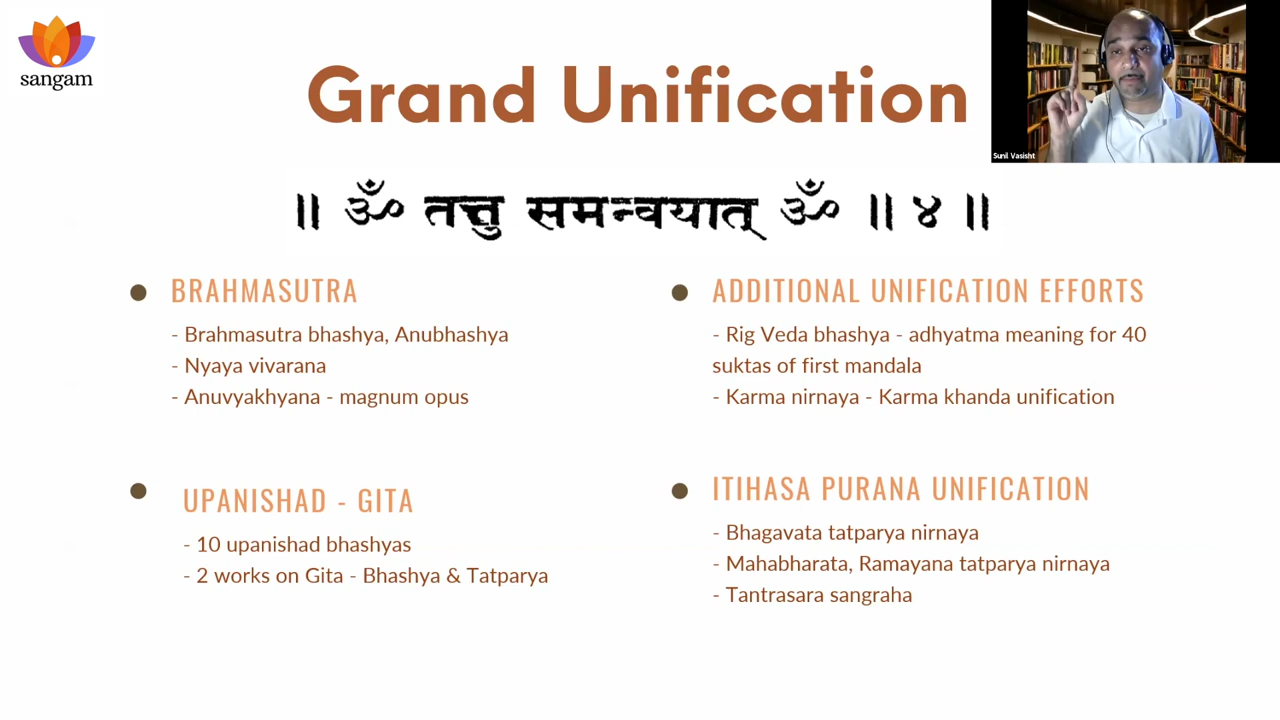 sangam
Grand Unification
Sunil Vasisht
॥ ॐ तत्तु समन्वयात् ॐ ॥ ४ ॥
BRAHMASUTRA
- Brahmasutra bhashya, Anubhashya
- Nyaya vivarana
- Anuvyakhyana - magnum opus
ADDITIONAL UNIFICATION EFFORTS
- Rig Veda bhashya - adhyatma meaning for 40
suktas of first mandala
- Karma nirnaya - Karma khanda unification
UPANISHAD - GITA
- 10 upanishad bhashyas
- 2 works on Gita - Bhashya & Tatparya
ITIHASA PURANA UNIFICATION
- Bhagavata tatparya nirnaya
- Mahabharata, Ramayana tatparya nirnaya
- Tantrasara sangraha